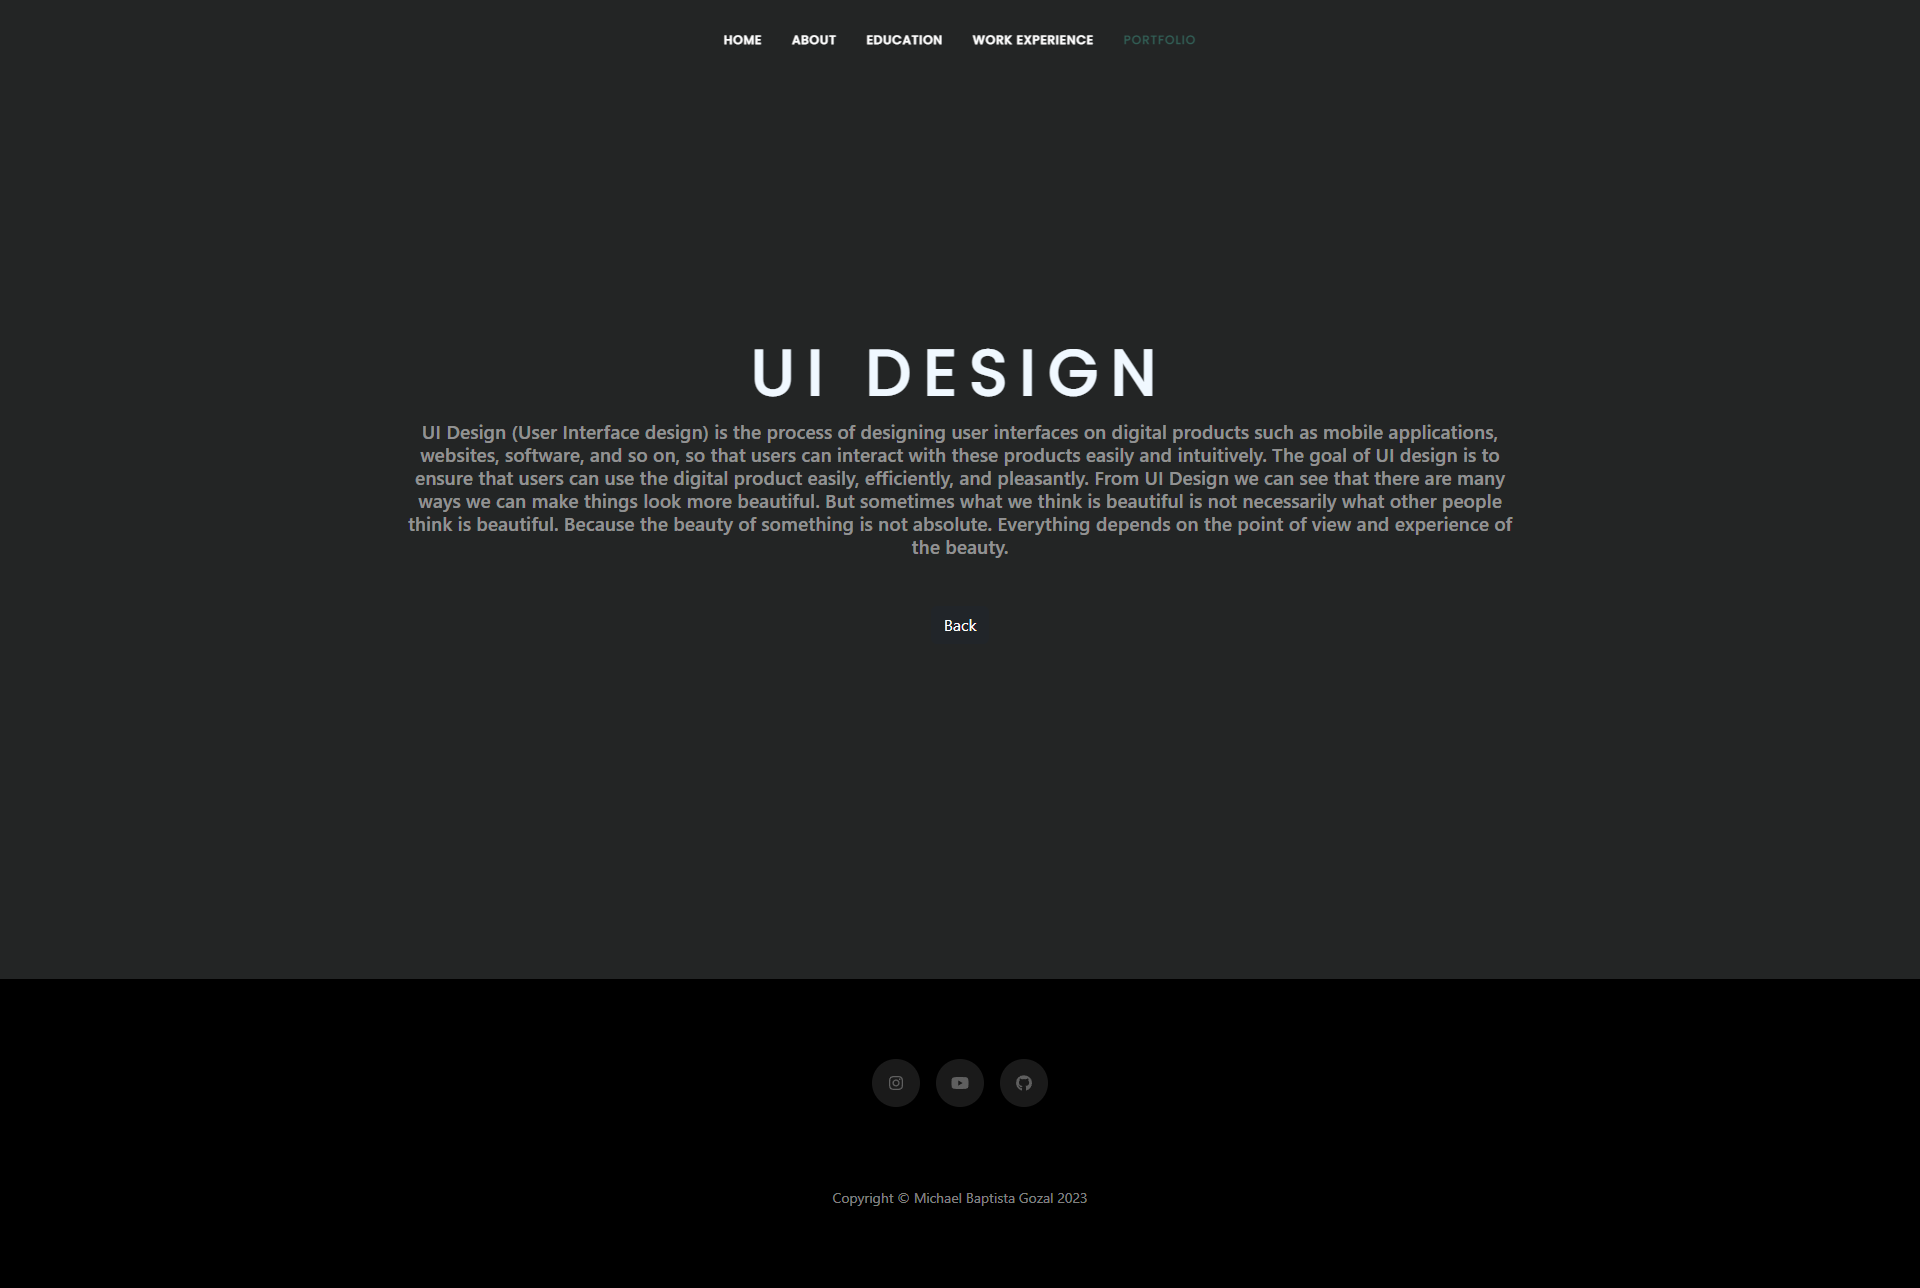 HOME ABOUT EDUCATION WORK EXPERIENCE PORTFOLIO
UI DESIGN
UI Design (User Interface design) is the process of designing user interfaces on digital products such as mobile applications,
websites, software, and so on, so that users can interact with these products easily and intuitively. The goal of UI design is to
ensure that users can use the digital product easily, efficiently, and pleasantly. From UI Design we can see that there are many
ways we can make things look more beautiful. But sometimes what we think is beautiful is not necessarily what other people
think is beautiful. Because the beauty of something is not absolute. Everything depends on the point of view and experience of
the beauty.
Back
Copyright © Michael Baptista Gozal 2023